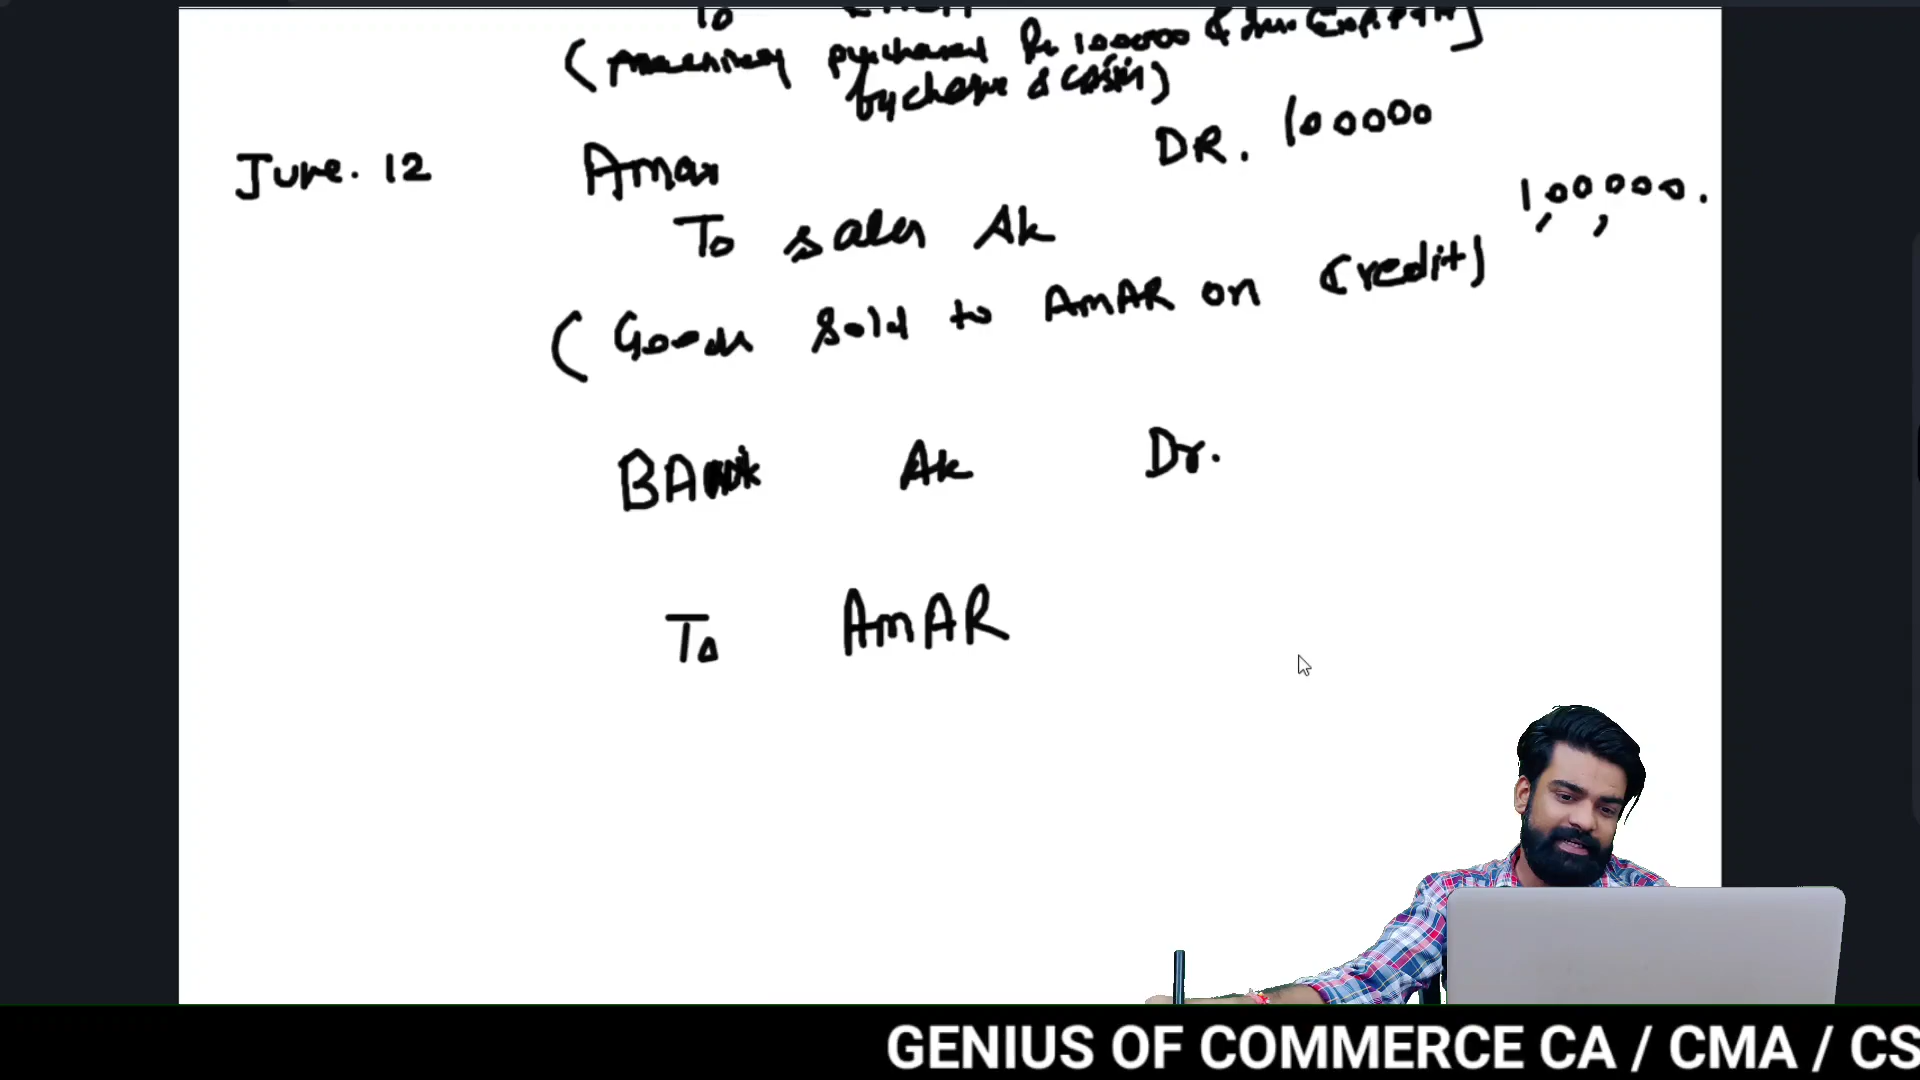 To
(machinery purchased Rs 100000 &
by cheque & cash)
June. 12 Amar DR. 100000
To sales A/c 1,00,000.
(Goods sold to AMAR on credit)
BANK A/c Dr.
To AMAR
GENIUS OF COMMERCE CA / CMA / CS